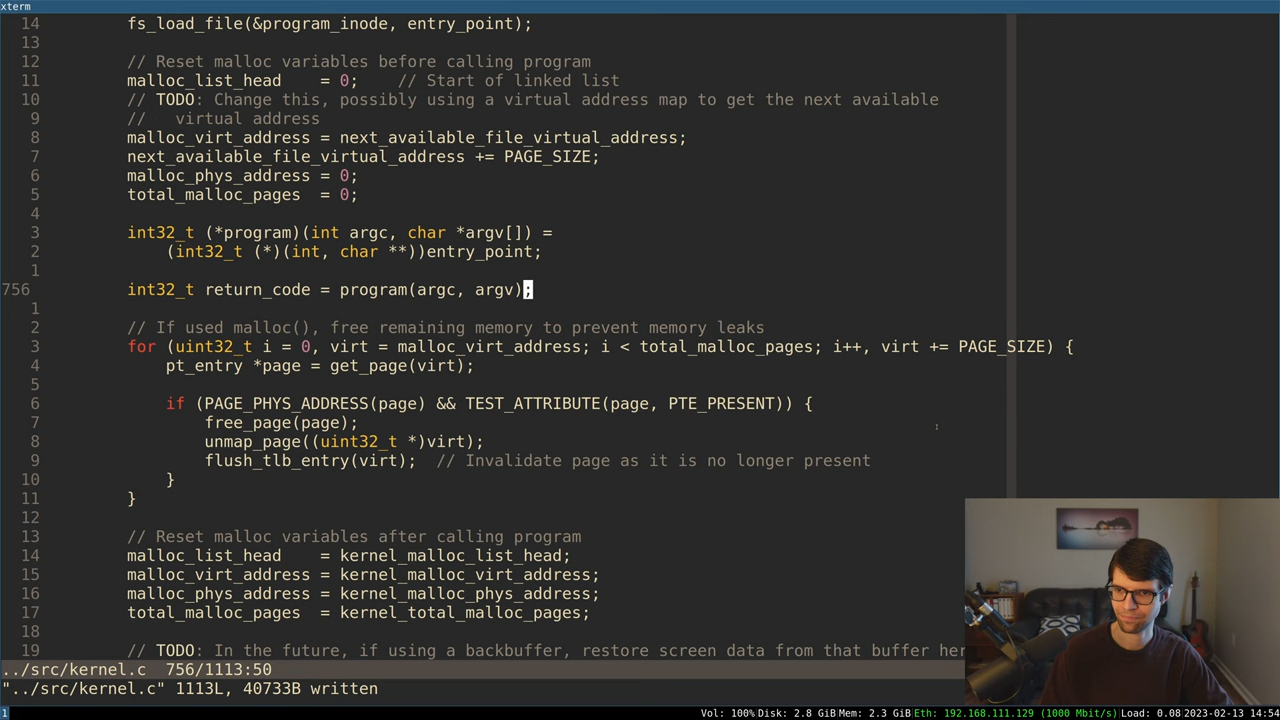 xterm
14 fs_load_file(&program_inode, entry_point);
13
12 // Reset malloc variables before calling program
11 malloc_list_head    = 0;    // Start of linked list
10 // TODO: Change this, possibly using a virtual address map to get the next available
9 //   virtual address
8 malloc_virt_address = next_available_file_virtual_address;
7 next_available_file_virtual_address += PAGE_SIZE;
6 malloc_phys_address = 0;
5 total_malloc_pages  = 0;
4
3 int32_t (*program)(int argc, char *argv[]) =
2     (int32_t (*)(int, char **))entry_point;
1
756 int32_t return_code = program(argc, argv);
1
2 // If used malloc(), free remaining memory to prevent memory leaks
3 for (uint32_t i = 0, virt = malloc_virt_address; i < total_malloc_pages; i++, virt += PAGE_SIZE) {
4     pt_entry *page = get_page(virt);
5
6     if (PAGE_PHYS_ADDRESS(page) && TEST_ATTRIBUTE(page, PTE_PRESENT)) {
7         free_page(page);
8         unmap_page((uint32_t *)virt);
9         flush_tlb_entry(virt);  // Invalidate page as it is no longer present
10     }
11 }
12
13 // Reset malloc variables after calling program
14 malloc_list_head    = kernel_malloc_list_head;
15 malloc_virt_address = kernel_malloc_virt_address;
16 malloc_phys_address = kernel_malloc_phys_address;
17 total_malloc_pages  = kernel_total_malloc_pages;
18
19 // TODO: In the future, if using a backbuffer, restore screen data from that buffer her
../src/kernel.c  756/1113:50
"../src/kernel.c" 1113L, 40733B written
1 Vol: 100% Disk: 2.8 GiB Mem: 2.3 GiB Eth: 192.168.111.129 (1000 Mbit/s) Load: 0.08 2023-02-13 14:54